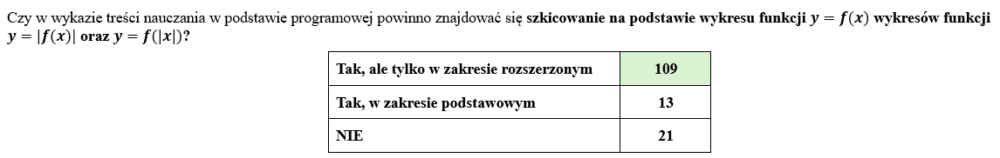 Czy w wykazie treści nauczania w podstawie programowej powinno znajdować się szkicowanie na podstawie wykresu funkcji y = f(x) wykresów funkcji
y = |f(x)| oraz y = f(|x|)?
Tak, ale tylko w zakresie rozszerzonym 109
Tak, w zakresie podstawowym 13
NIE 21